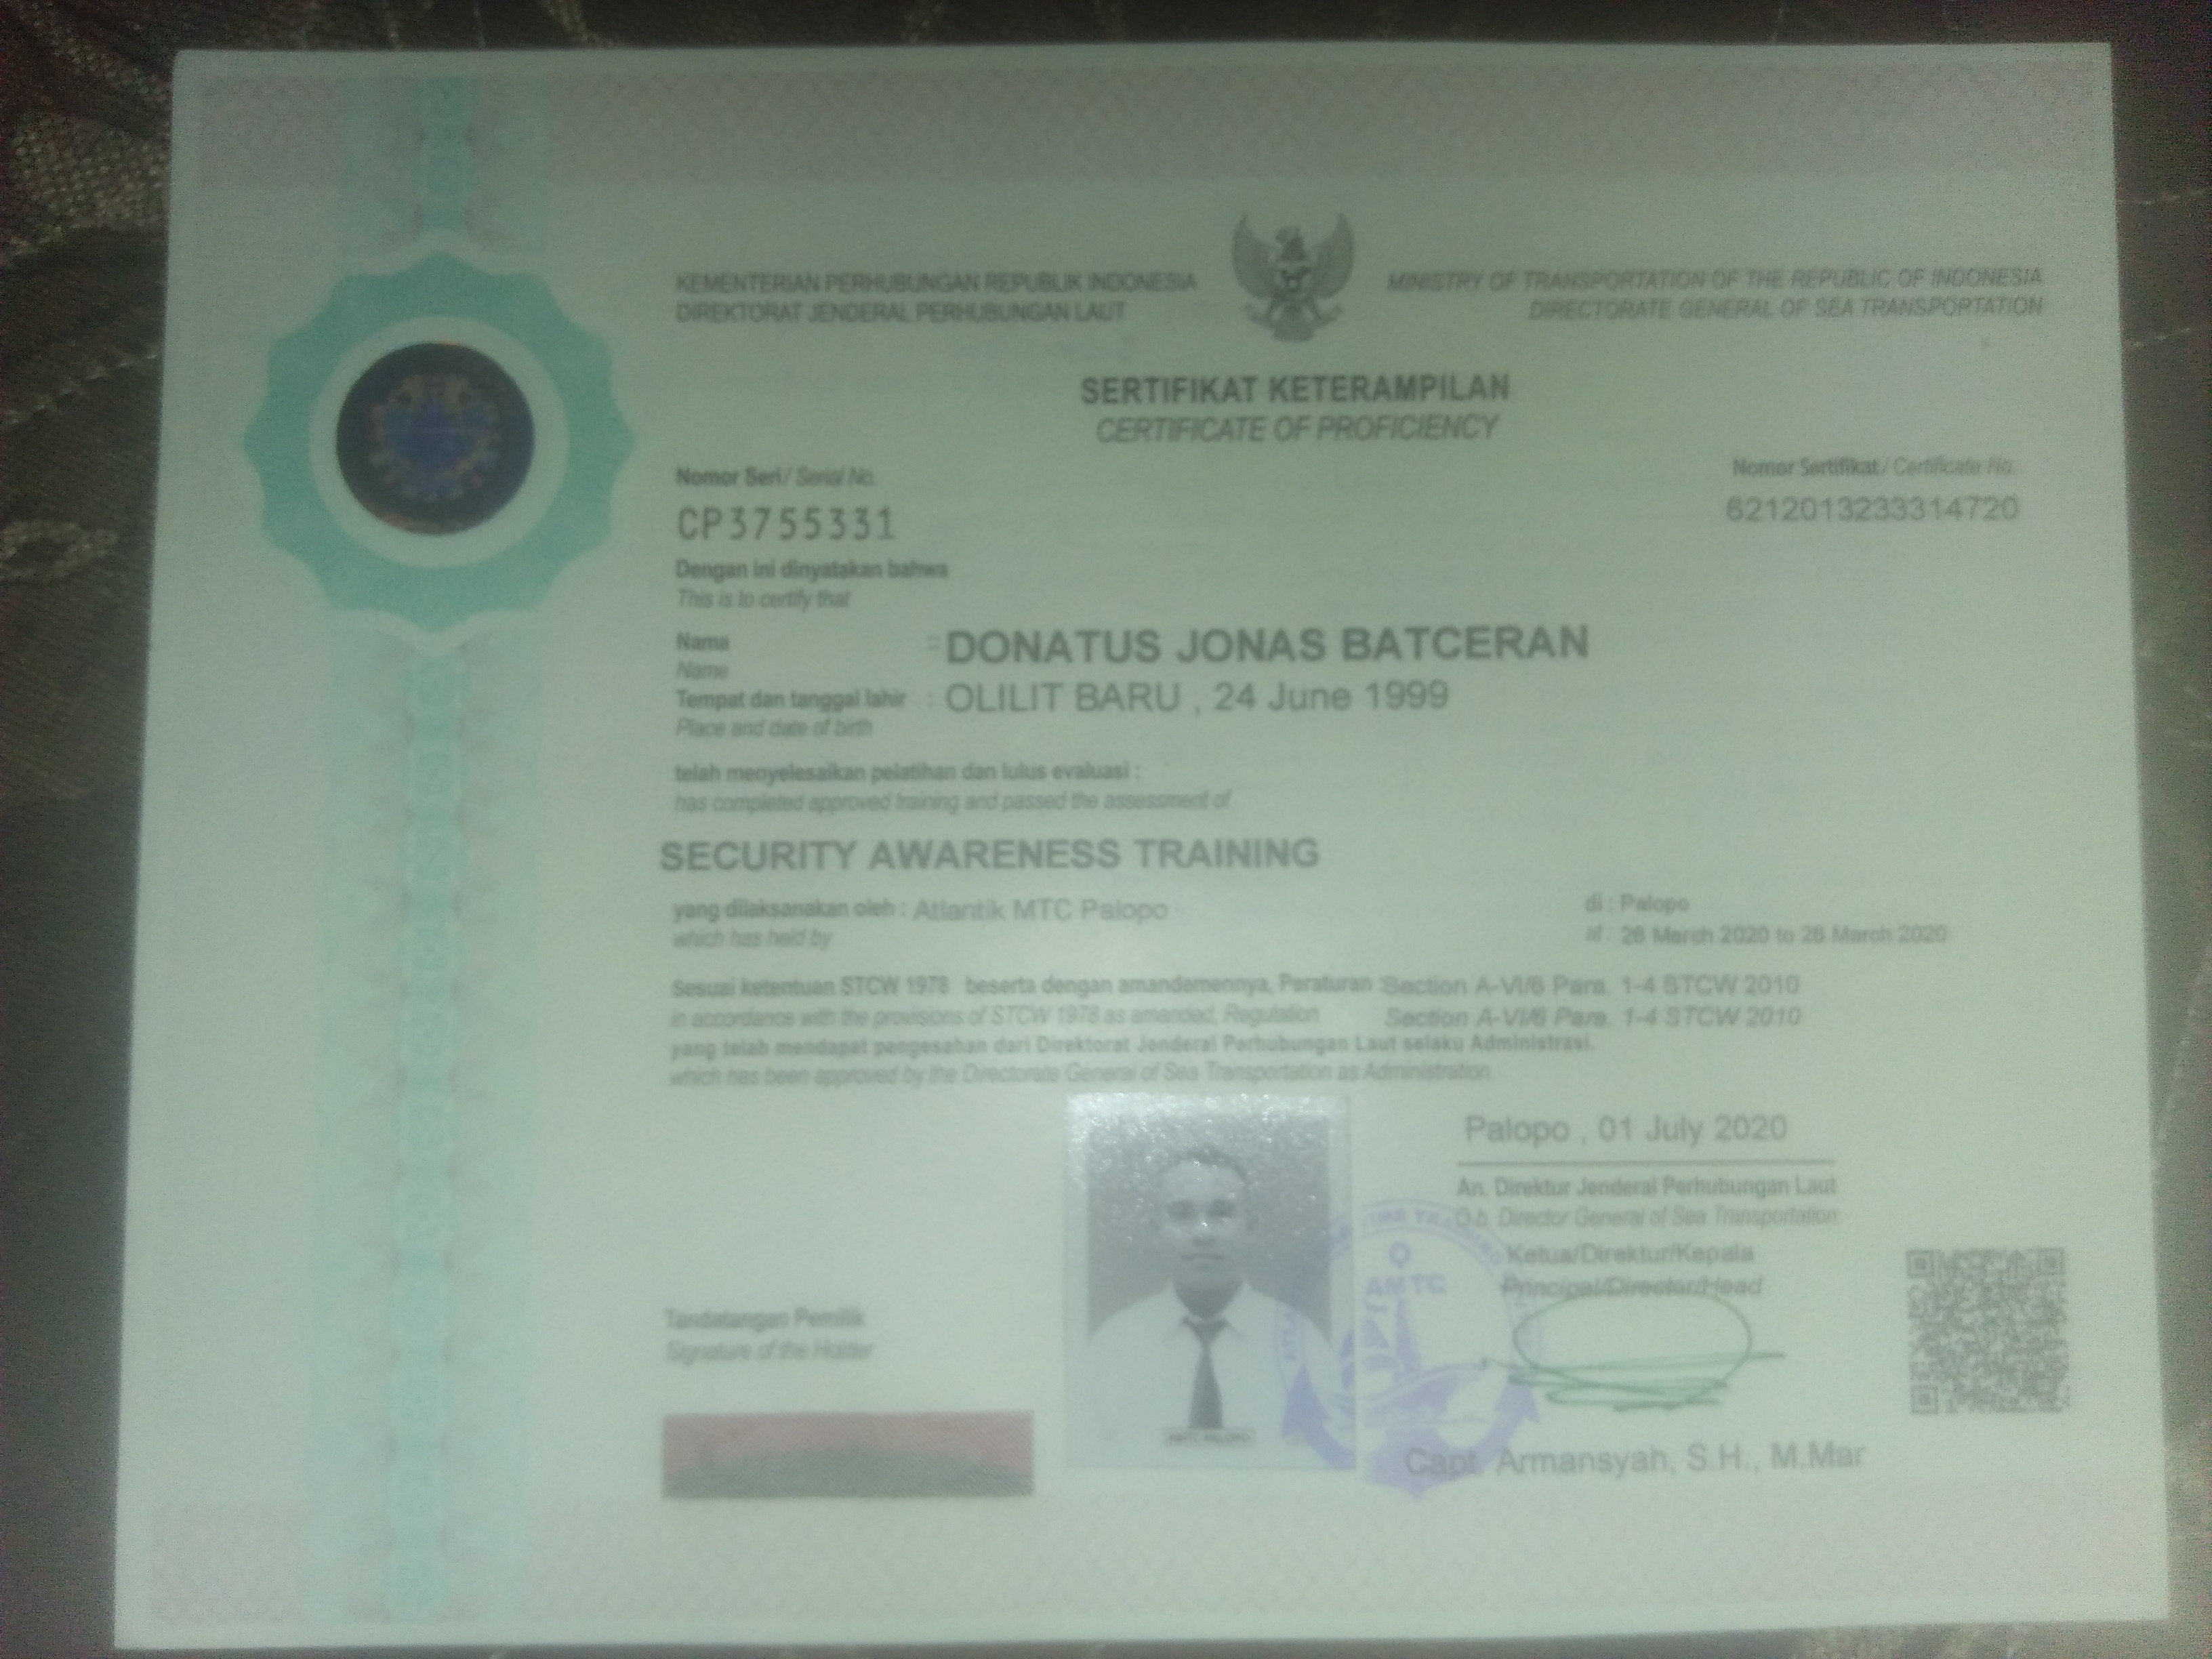 KEMENTERIAN PERHUBUNGAN REPUBLIK INDONESIA
DIREKTORAT JENDERAL PERHUBUNGAN LAUT
MINISTRY OF TRANSPORTATION OF THE REPUBLIC OF INDONESIA
DIRECTORATE GENERAL OF SEA TRANSPORTATION
SERTIFIKAT KETERAMPILAN
CERTIFICATE OF PROFICIENCY
Nomor Seri / Serial No.
CP3755331
Nomor Sertifikat / Certificate No.
6212013233314720
Dengan ini dinyatakan bahwa
This is to certify that
Nama : DONATUS JONAS BATCERAN
Name
Tempat dan tanggal lahir : OLILIT BARU , 24 June 1999
Place and date of birth
telah menyelesaikan pelatihan dan lulus evaluasi :
has completed approved training and passed the assessment of
SECURITY AWARENESS TRAINING
yang dilaksanakan oleh : Atlantik MTC Palopo
which has held by
di : Palopo
at : 26 March 2020 to 26 March 2020
Sesuai ketentuan STCW 1978 beserta dengan amandemennya, Peraturan : Section A-VI/6 Para. 1-4 STCW 2010
in accordance with the provisions of STCW 1978 as amended, Regulation Section A-VI/6 Para. 1-4 STCW 2010
yang telah mendapat pengesahan dari Direktorat Jenderal Perhubungan Laut selaku Administrasi.
which has been approved by the Directorate General of Sea Transportation as Administration.
Palopo , 01 July 2020
An. Direktur Jenderal Perhubungan Laut
O.b. Director General of Sea Transportation
Ketua/Direktur/Kepala
Principal/Director/Head
AMTC
Tandatangan Pemilik
Signature of the Holder
AMTC PALOPO
Capt. Armansyah, S.H., M.Mar